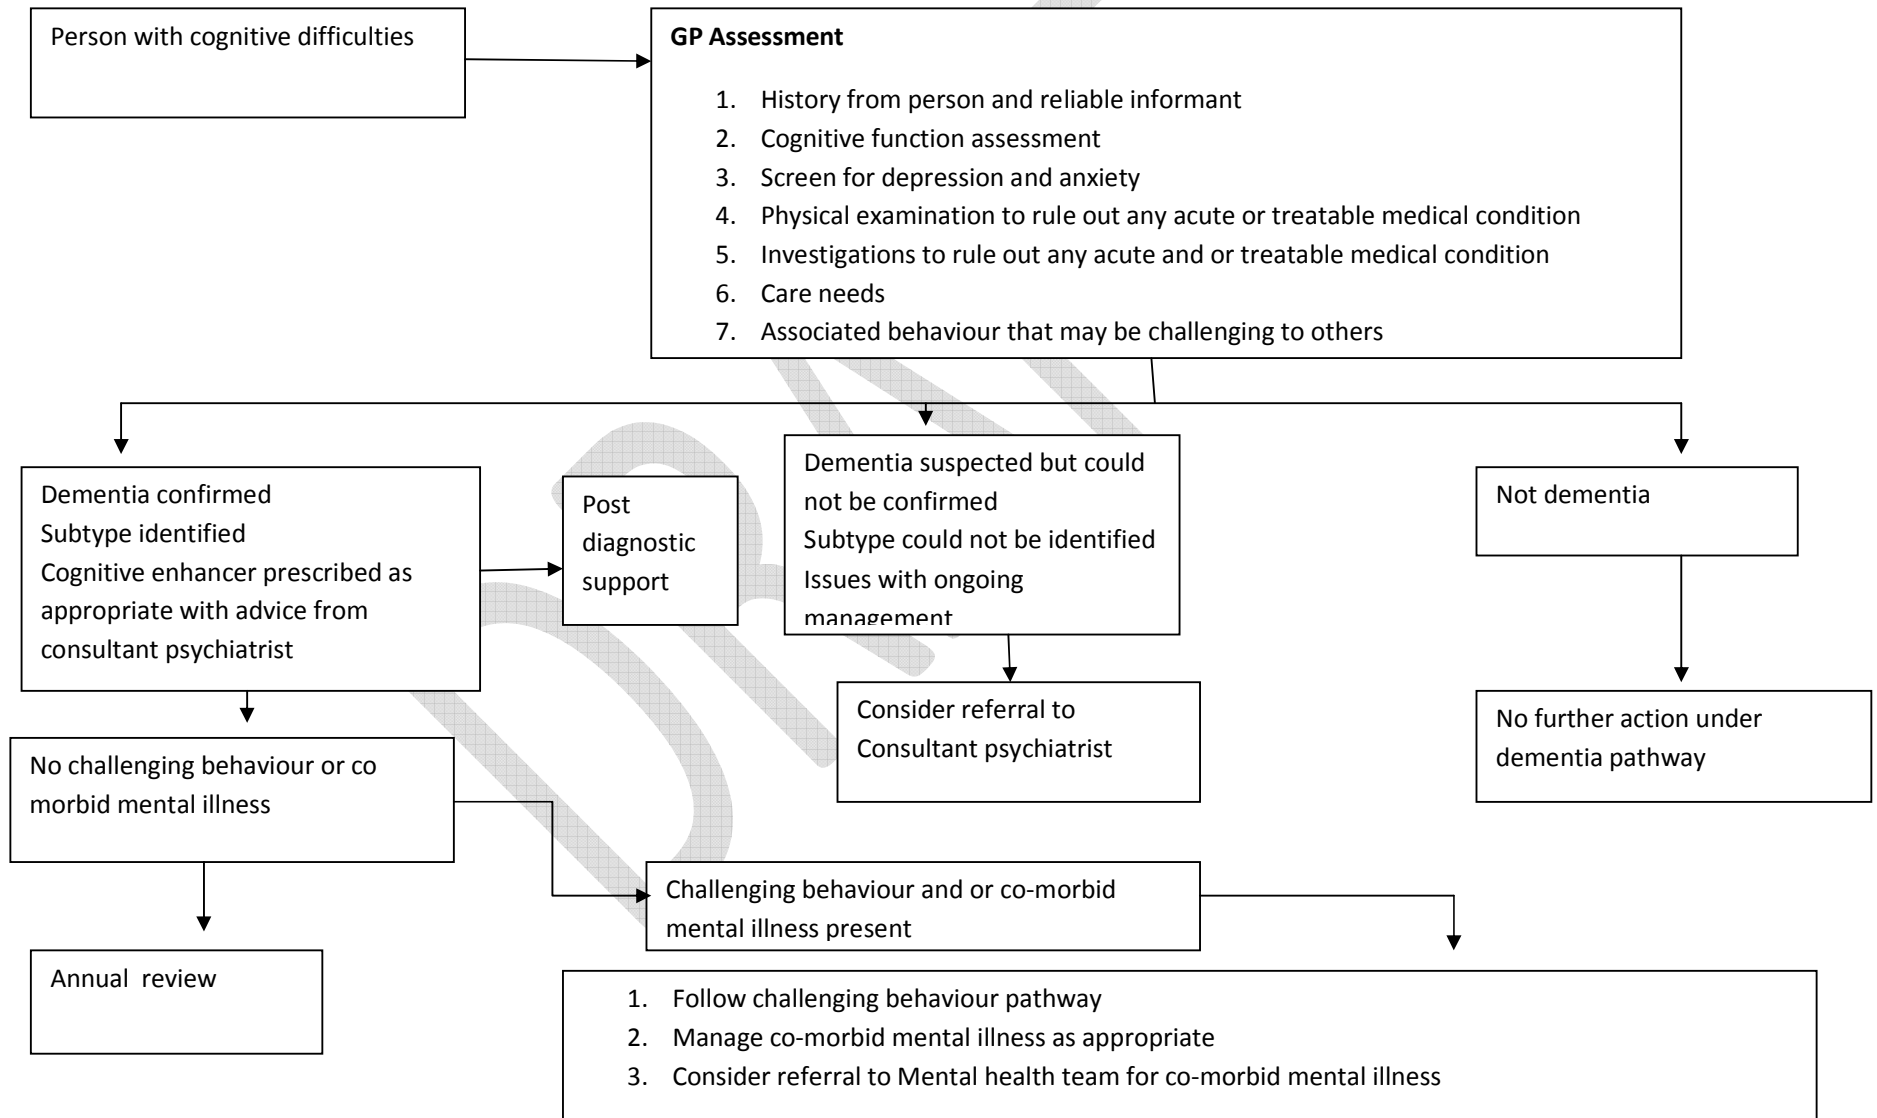 Person with cognitive difficulties
GP Assessment
1. History from person and reliable informant
2. Cognitive function assessment
3. Screen for depression and anxiety
4. Physical examination to rule out any acute or treatable medical condition
5. Investigations to rule out any acute and or treatable medical condition
6. Care needs
7. Associated behaviour that may be challenging to others
Dementia confirmed
Subtype identified
Cognitive enhancer prescribed as
appropriate with advice from
consultant psychiatrist
Post
diagnostic
support
Dementia suspected but could
not be confirmed
Subtype could not be identified
Issues with ongoing
management
Not dementia
Consider referral to
Consultant psychiatrist
No further action under
dementia pathway
No challenging behaviour or co
morbid mental illness
Challenging behaviour and or co-morbid
mental illness present
Annual review
1. Follow challenging behaviour pathway
2. Manage co-morbid mental illness as appropriate
3. Consider referral to Mental health team for co-morbid mental illness